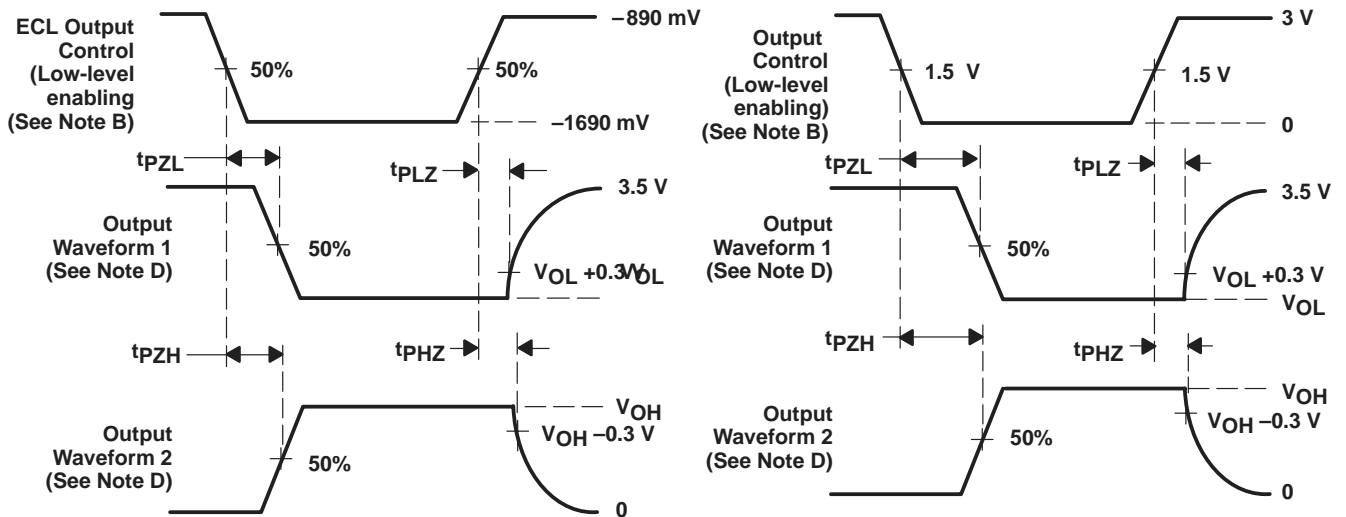 ECL Output
Control
(Low-level
enabling
(See Note B)
50%
50%
−890 mV
−1690 mV
tPZL
tPLZ
Output
Waveform 1
(See Note D)
50%
3.5 V
VOL +0.3 V
VOL
tPZH
tPHZ
Output
Waveform 2
(See Note D)
50%
VOH
VOH −0.3 V
0
Output
Control
(Low-level
enabling)
(See Note B)
1.5 V
1.5 V
3 V
0
tPZL
tPLZ
Output
Waveform 1
(See Note D)
50%
3.5 V
VOL +0.3 V
VOL
tPZH
tPHZ
Output
Waveform 2
(See Note D)
50%
VOH
VOH −0.3 V
0